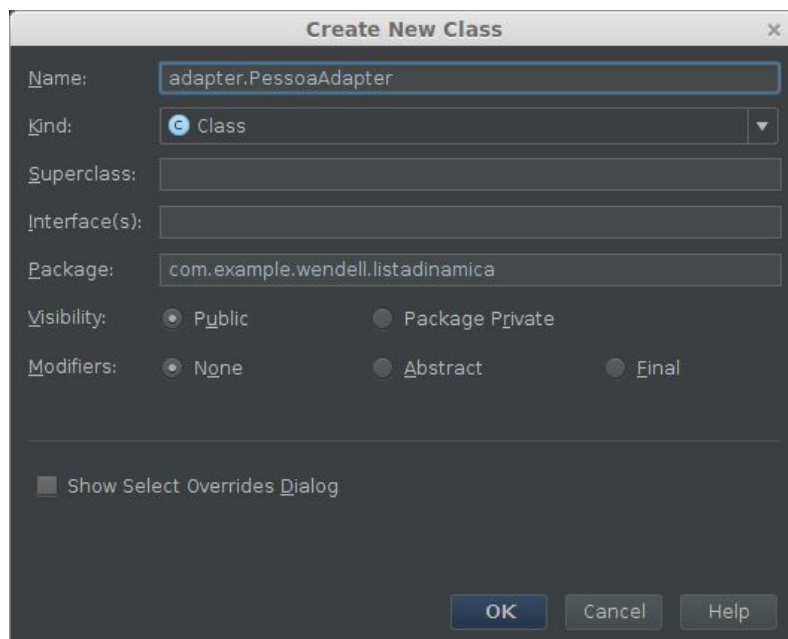 Create New Class ×
Name: adapter.PessoaAdapter
Kind: C Class
Superclass:
Interface(s):
Package: com.example.wendell.listadinamica
Visibility: Public Package Private
Modifiers: None Abstract Final
Show Select Overrides Dialog
OK Cancel Help